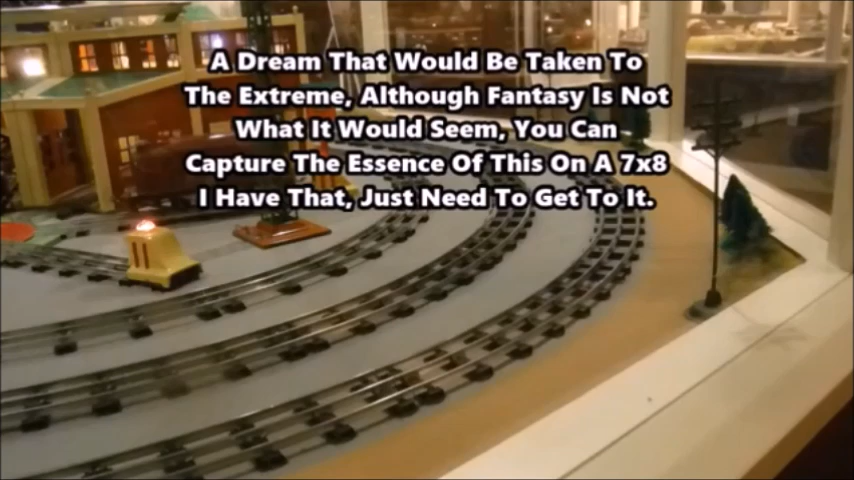 A Dream That Would Be Taken To
The Extreme, Although Fantasy Is Not
What It Would Seem, You Can
Capture The Essence Of This On A 7x8
I Have That, Just Need To Get To It.